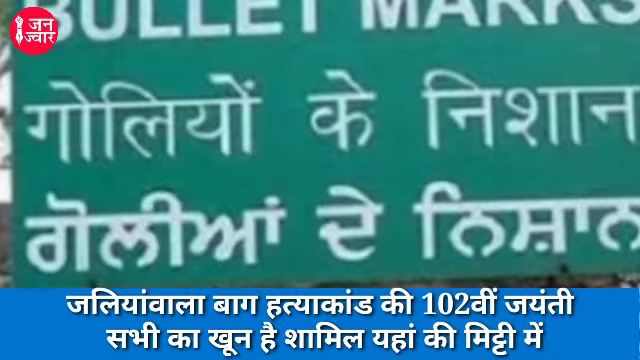 जन
ज्वार
BULLET MARKS
गोलियों के निशान
ਗੋਲੀਆਂ ਦੇ ਨਿਸ਼ਾਨ
जलियांवाला बाग हत्याकांड की 102वीं जयंती
सभी का खून है शामिल यहां की मिट्टी में